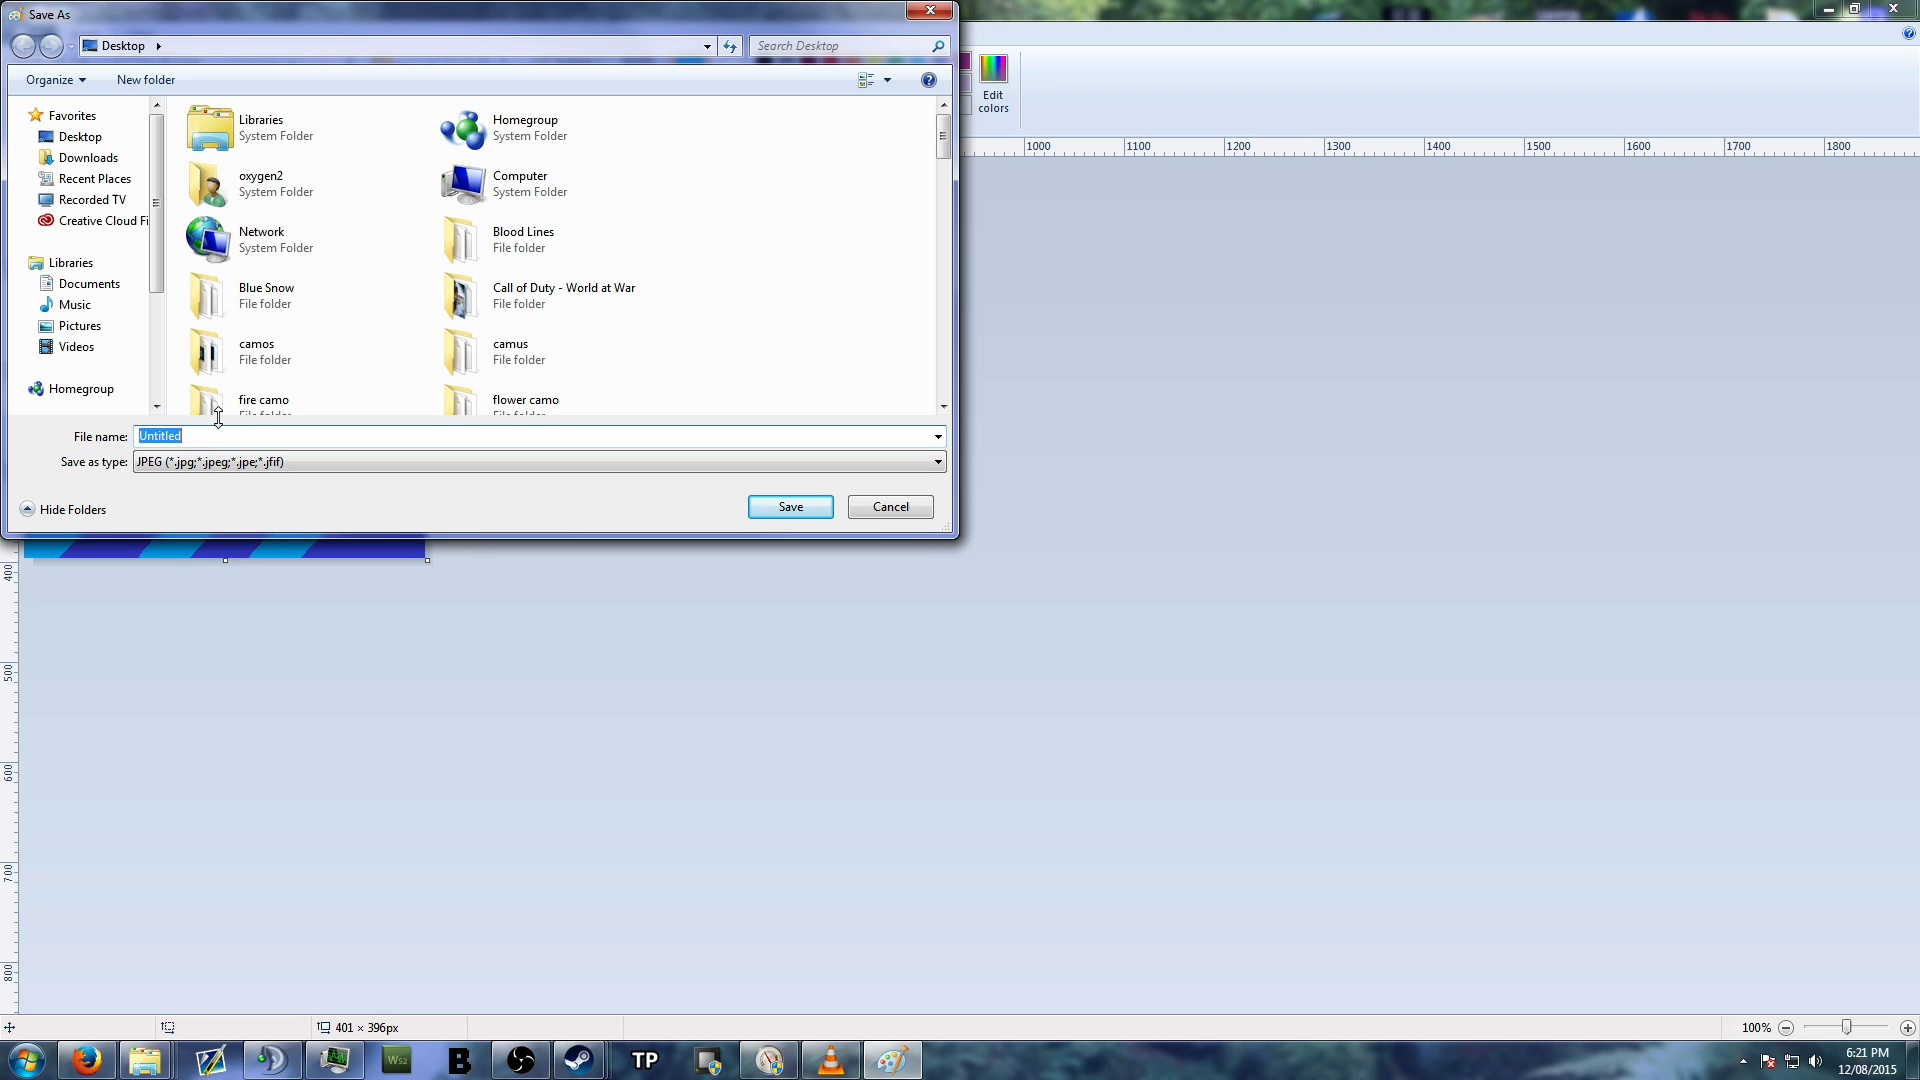 Save As
Desktop
Search Desktop
Organize
New folder
Edit
colors
Favorites
Desktop
Downloads
Recent Places
Recorded TV
Creative Cloud Fi
Libraries
Documents
Music
Pictures
Videos
Homegroup
Libraries
System Folder
Homegroup
System Folder
oxygen2
System Folder
Computer
System Folder
Network
System Folder
Blood Lines
File folder
Blue Snow
File folder
Call of Duty - World at War
File folder
camos
File folder
camus
File folder
fire camo
File folder
flower camo
File folder
1000 1100 1200 1300 1400 1500 1600 1700 1800
File name: Untitled
Save as type: JPEG (*.jpg;*.jpeg;*.jpe;*.jfif)
Hide Folders
Save
Cancel
400
500
600
700
800
401 × 396px
100%
Ws2
B
TP
6:21 PM
12/08/2015